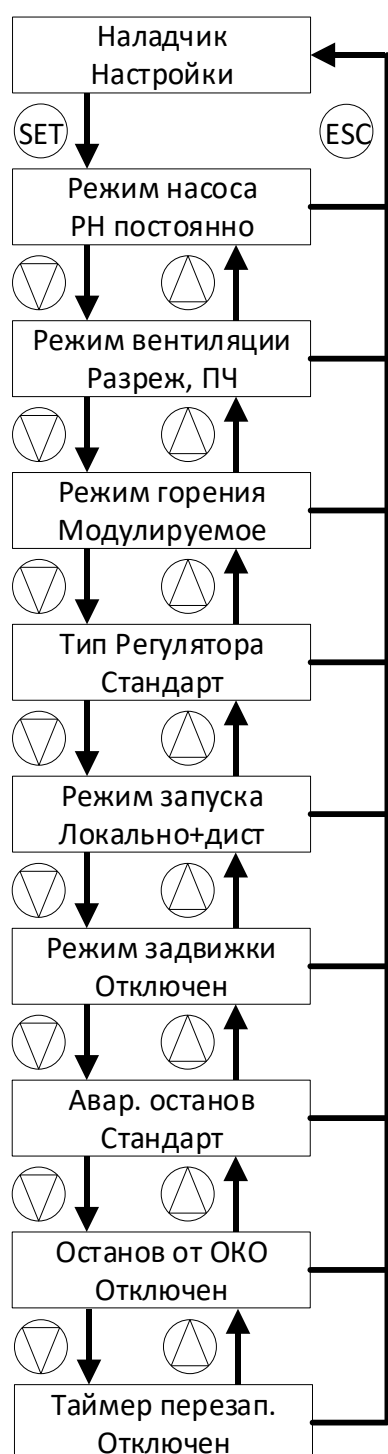 Наладчик
Настройки
SET
ESC
Режим насоса
РН постоянно
Режим вентиляции
Разреж, ПЧ
Режим горения
Модулируемое
Тип Регулятора
Стандарт
Режим запуска
Локально+дист
Режим задвижки
Отключен
Авар. останов
Стандарт
Останов от ОКО
Отключен
Таймер перезап.
Отключен